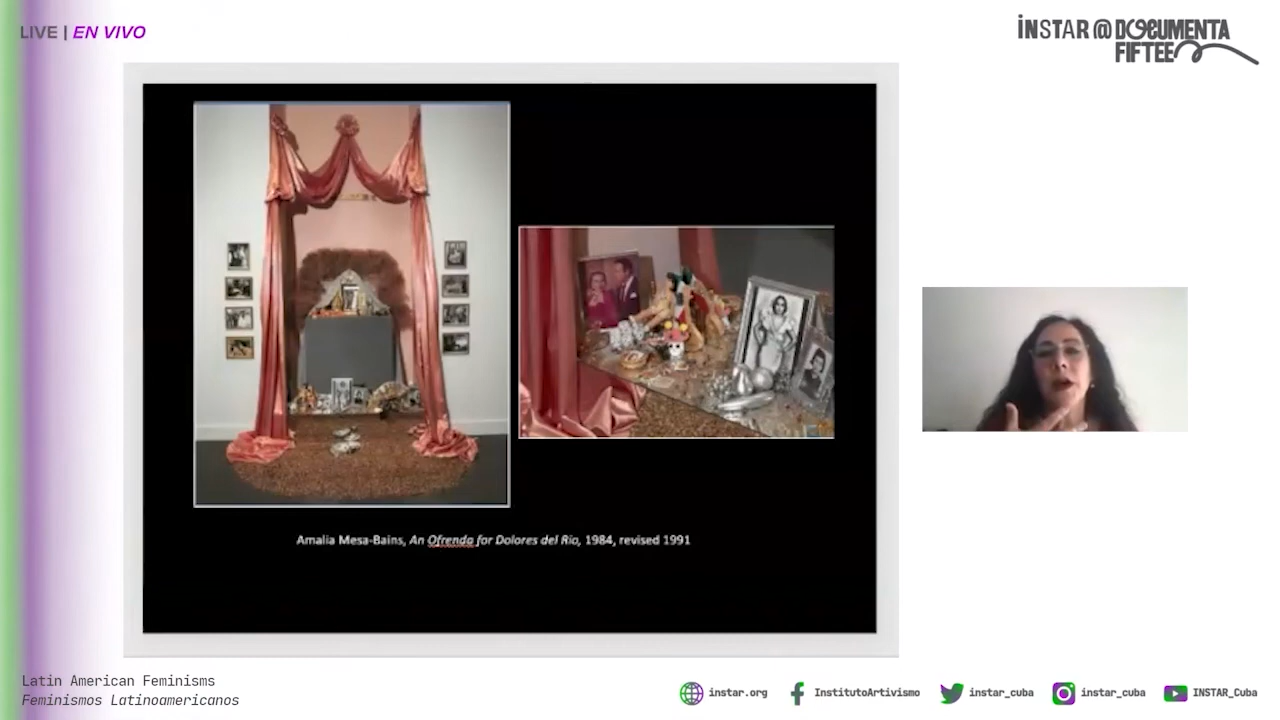 LIVE | EN VIVO
INSTAR @ DOCUMENTA
FIFTEE
Amalia Mesa-Bains, An Ofrenda for Dolores del Rio, 1984, revised 1991
Latin American Feminisms
Feminismos Latinoamericanos
instar.org
InstitutoArtivismo
instar_cuba
instar_cuba
INSTAR_Cuba